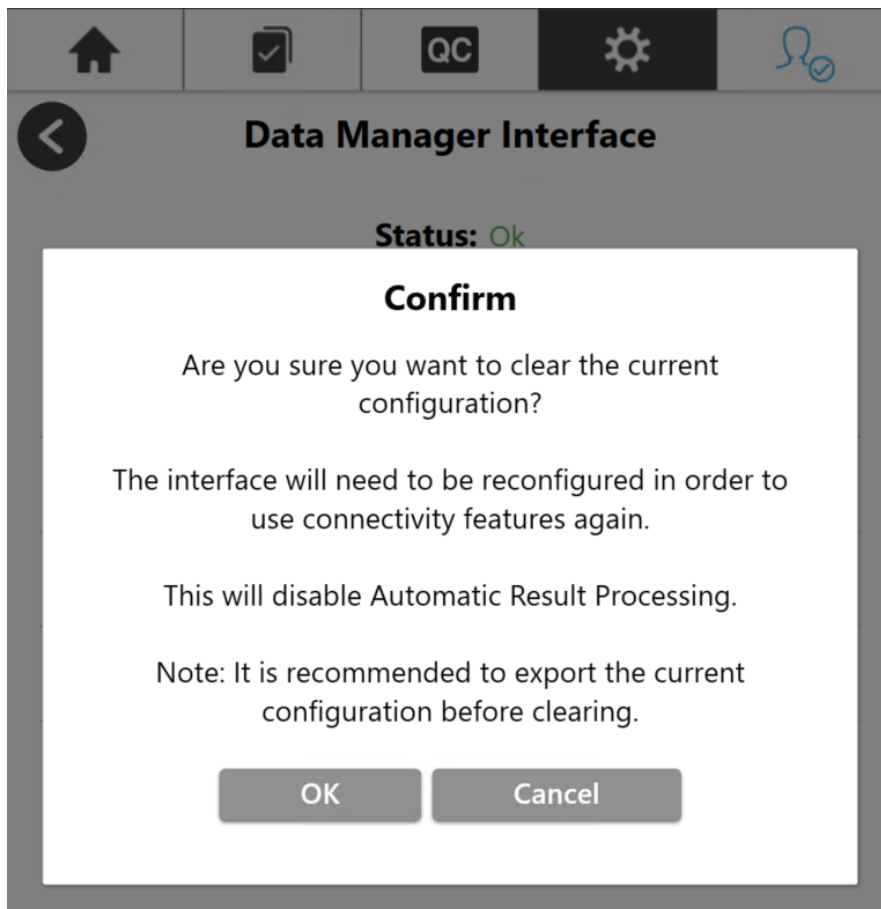 QC
Data Manager Interface
Status: Ok
Confirm
Are you sure you want to clear the current
configuration?
The interface will need to be reconfigured in order to
use connectivity features again.
This will disable Automatic Result Processing.
Note: It is recommended to export the current
configuration before clearing.
OK Cancel